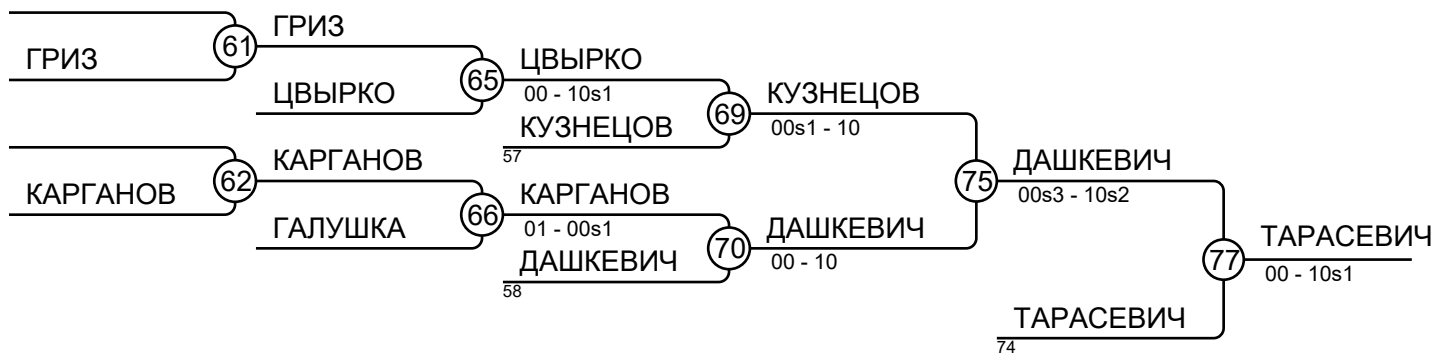 61
ГРИЗ
ГРИЗ
65
ЦВЫРКО
ЦВЫРКО
00 - 10s1
69
КУЗНЕЦОВ
57
КУЗНЕЦОВ
00s1 - 10
62
КАРГАНОВ
КАРГАНОВ
66
ГАЛУШКА
КАРГАНОВ
01 - 00s1
70
ДАШКЕВИЧ
58
ДАШКЕВИЧ
00 - 10
75
ДАШКЕВИЧ
00s3 - 10s2
77
ТАРАСЕВИЧ
74
ТАРАСЕВИЧ
00 - 10s1